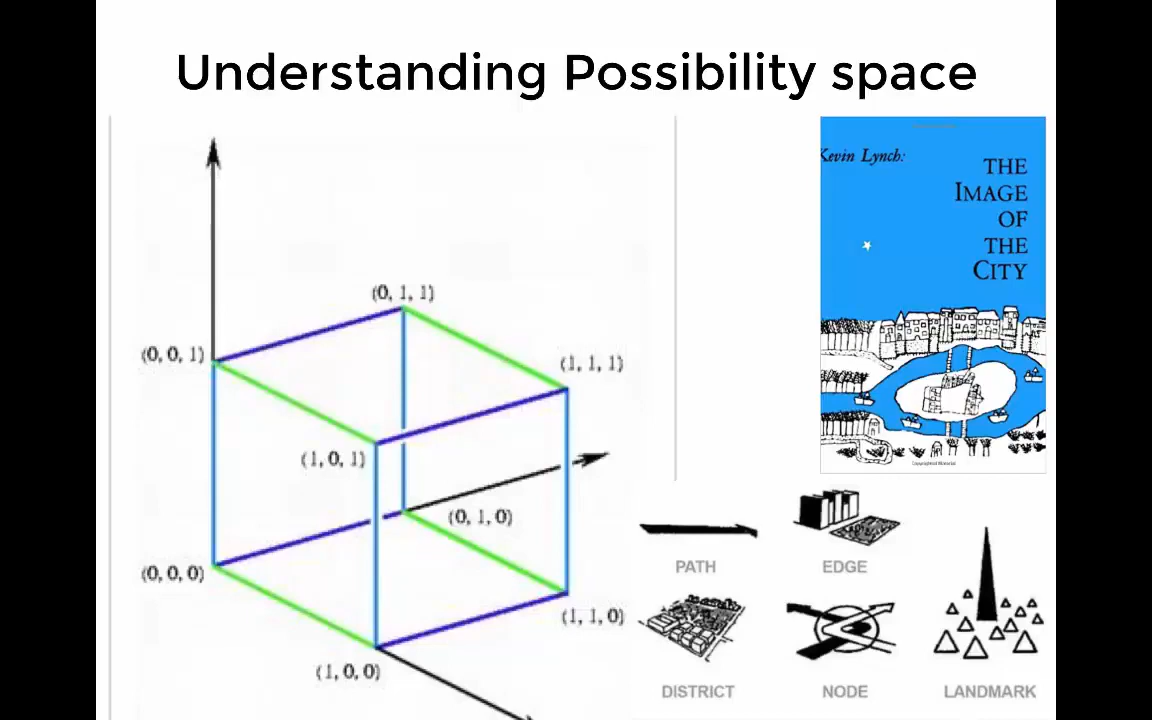 Understanding Possibility space
(0, 1, 1)
(0, 0, 1)
(1, 1, 1)
(1, 0, 1)
(0, 1, 0)
(0, 0, 0)
(1, 1, 0)
(1, 0, 0)
Kevin Lynch:
THE
IMAGE
OF
THE
CITY
Copyrighted Material
PATH
EDGE
DISTRICT
NODE
LANDMARK